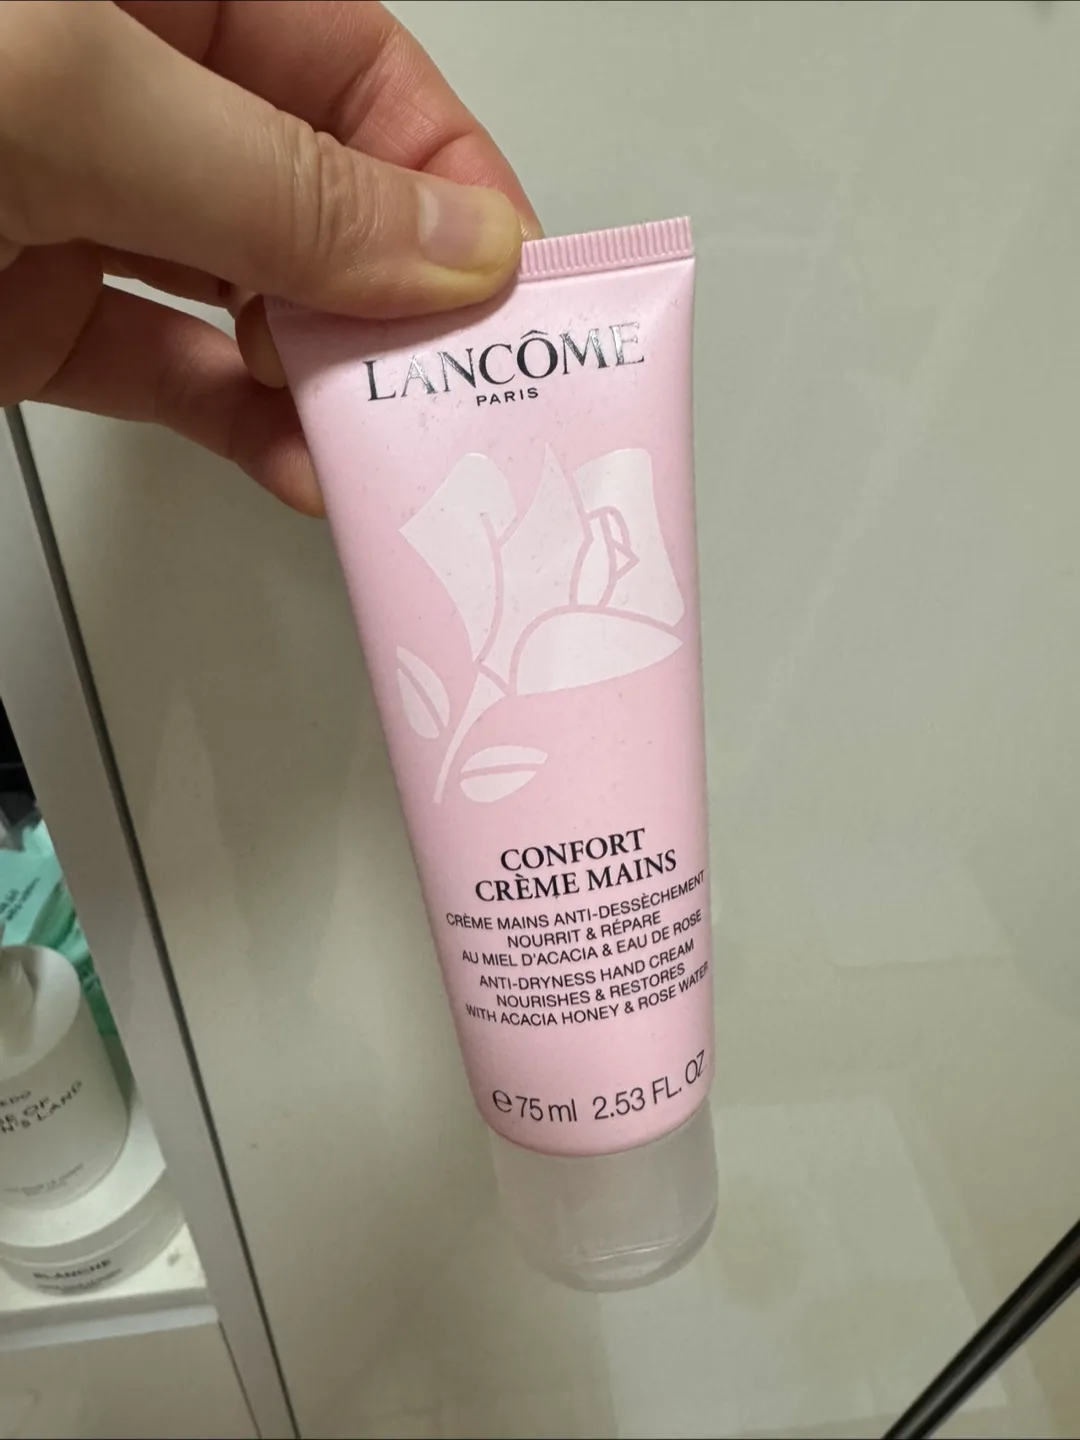 LANCÔME
PARIS
CONFORT
CRÈME MAINS
CRÈME MAINS ANTI-DESSÈCHEMENT
NOURRIT & RÉPARE
AU MIEL D'ACACIA & EAU DE ROSE
ANTI-DRYNESS HAND CREAM
NOURISHES & RESTORES
WITH ACACIA HONEY & ROSE WATER
℮75ml 2.53 FL. OZ
BLANCHE